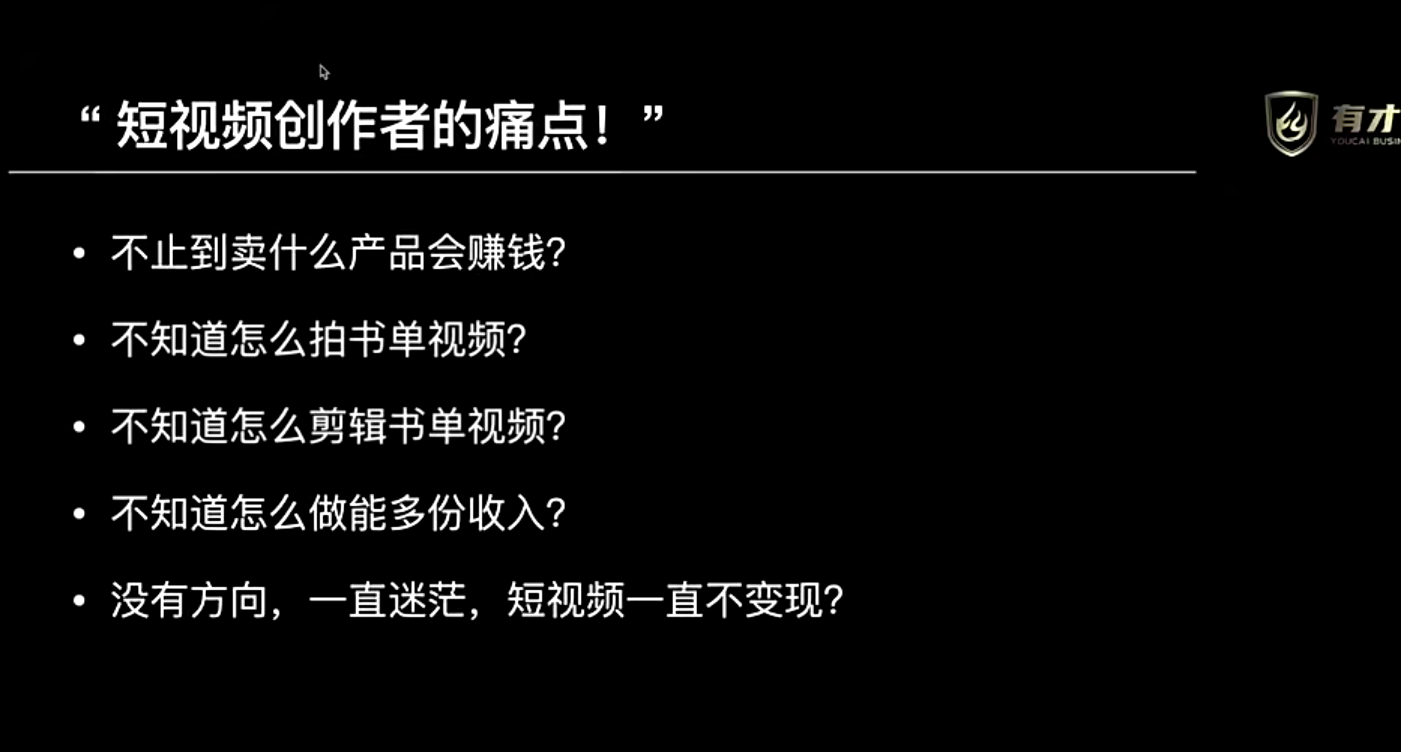 “ 短视频创作者的痛点！”
有才
YOUCAI BUSIN
• 不止到卖什么产品会赚钱？
• 不知道怎么拍书单视频？
• 不知道怎么剪辑书单视频？
• 不知道怎么做能多份收入？
• 没有方向，一直迷茫，短视频一直不变现？